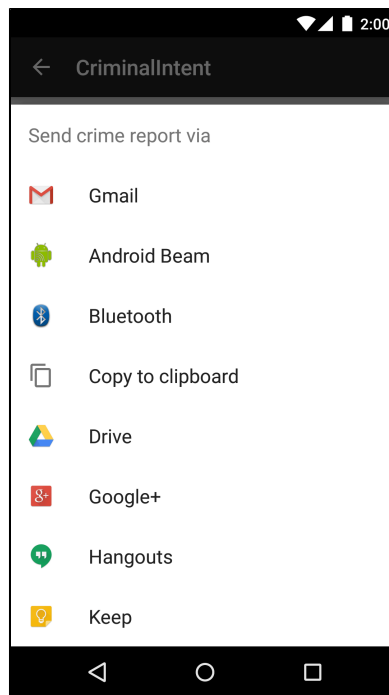 2:00
CriminalIntent
Send crime report via
Gmail
Android Beam
Bluetooth
Copy to clipboard
Drive
Google+
Hangouts
Keep